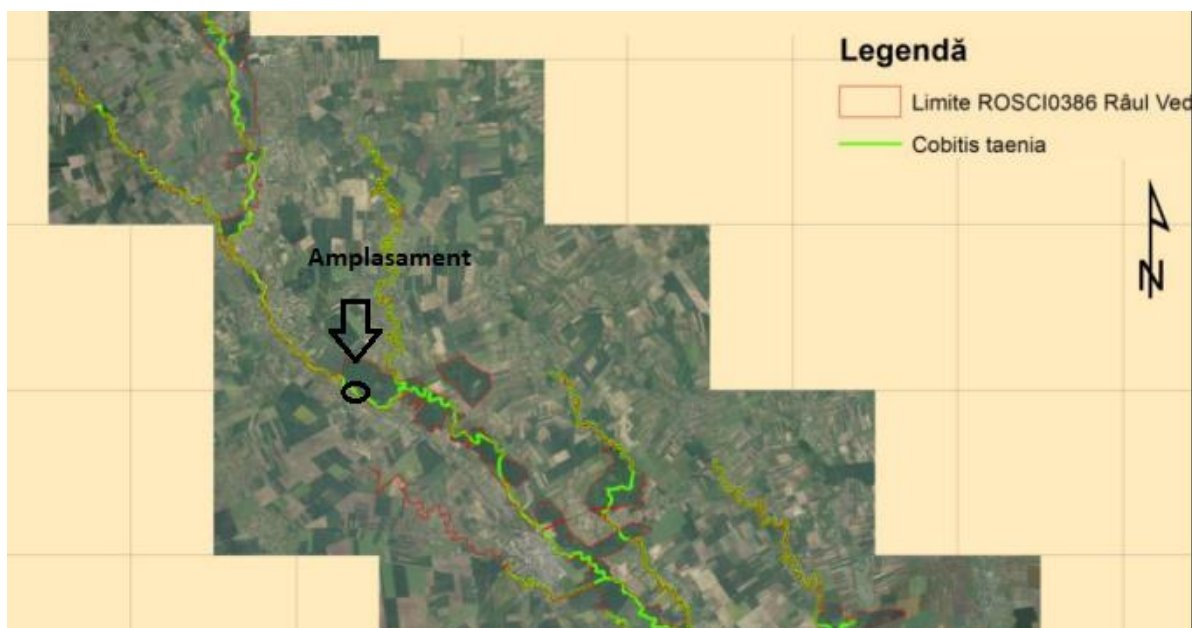 Legendă
Limite ROSCI0386 Râul Ved
Cobitis taenia
Amplasament
N